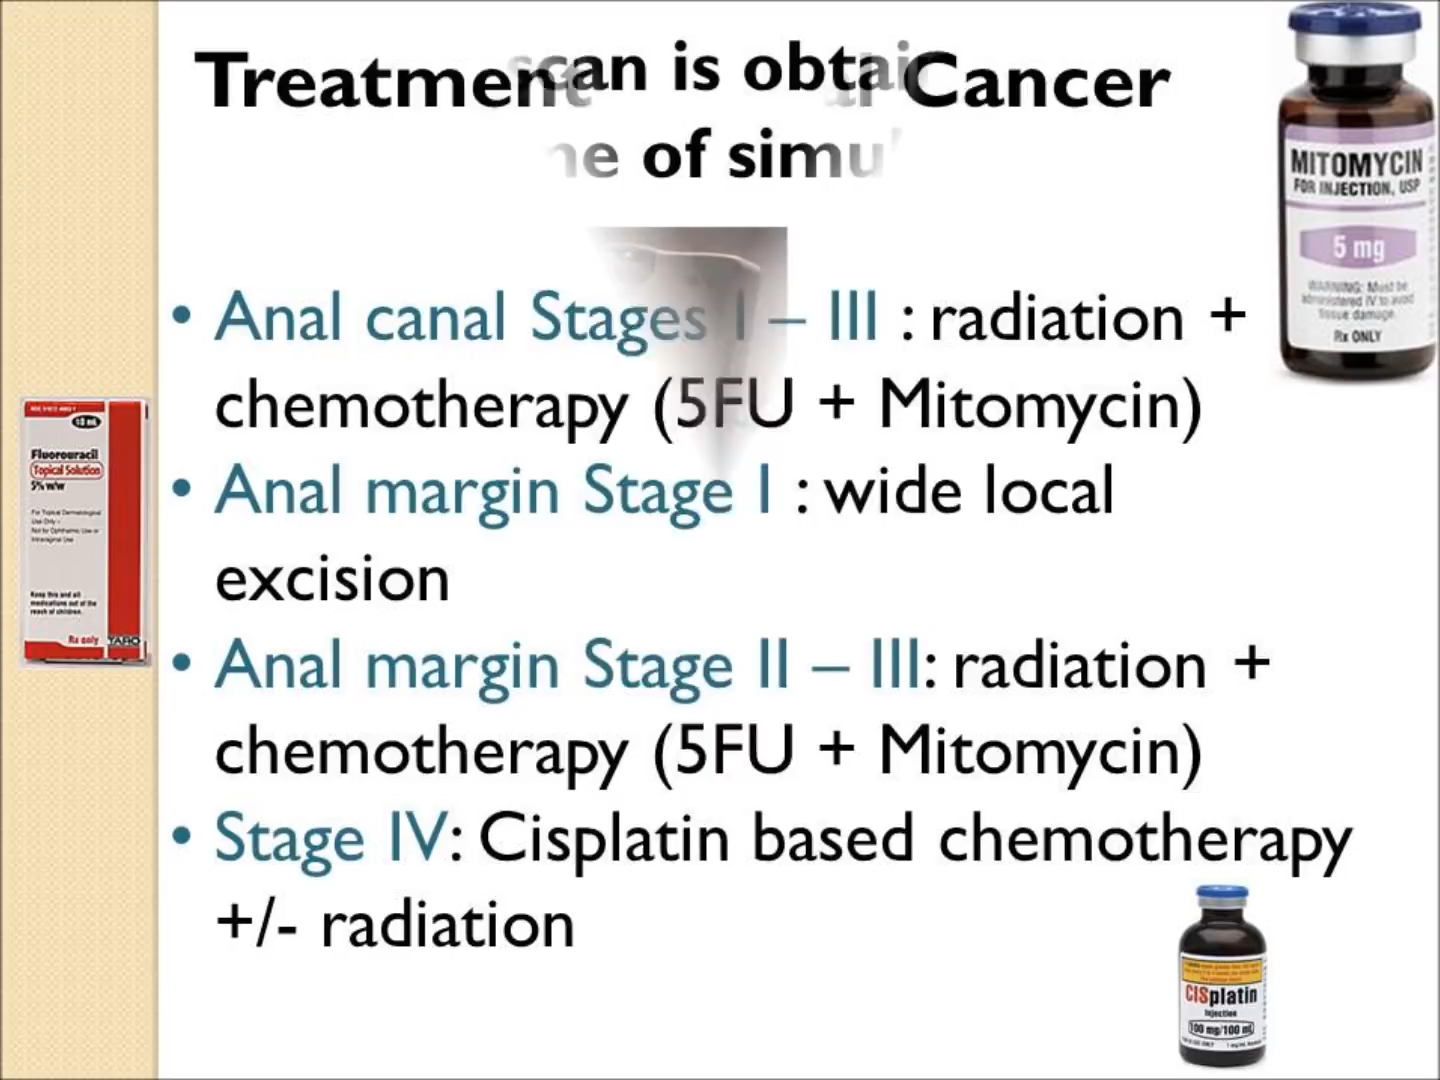 Treatment Cancer
can is obtai
of simu
• Anal canal Stages I – III : radiation +
chemotherapy (5FU + Mitomycin)
• Anal margin Stage I : wide local
excision
• Anal margin Stage II – III: radiation +
chemotherapy (5FU + Mitomycin)
• Stage IV: Cisplatin based chemotherapy
+/- radiation
MITOMYCIN
FOR INJECTION, USP
5 mg
WARNING: Must be
administered IV to avoid
tissue damage.
Rx ONLY
10 mL
Fluorouracil
Topical Solution
5% w/w
For Topical Dermatological
Use Only -
Not for Ophthalmic Use or
Intravaginal Use
Keep this and all
medications out of the
reach of children.
Rx only TARO
CISplatin
Injection
100 mg/100 mL